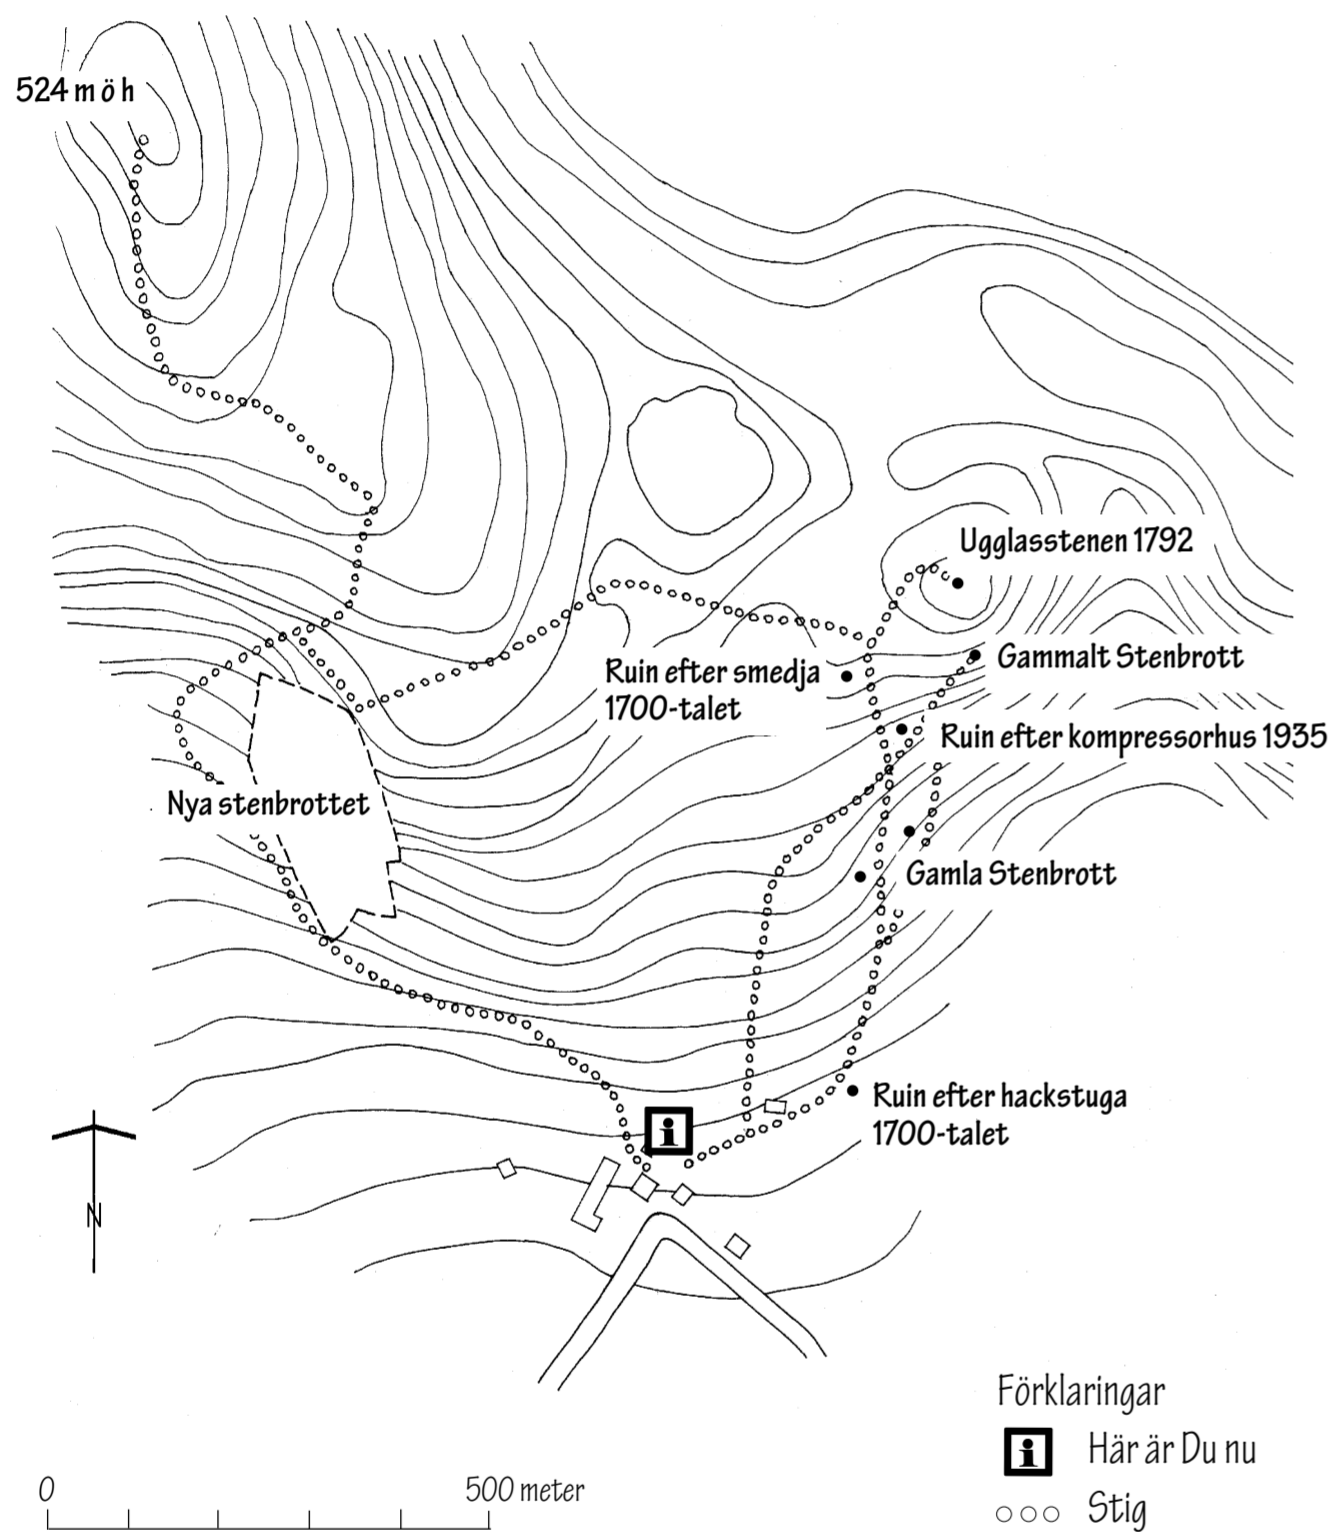 524 m ö h
Ugglasstenen 1792
Gammalt Stenbrott
Ruin efter smedja
1700-talet
Ruin efter kompressorhus 1935
Nya stenbrottet
Gamla Stenbrott
i
Ruin efter hackstuga
1700-talet
N
Förklaringar
i Här är Du nu
Stig
0 500 meter